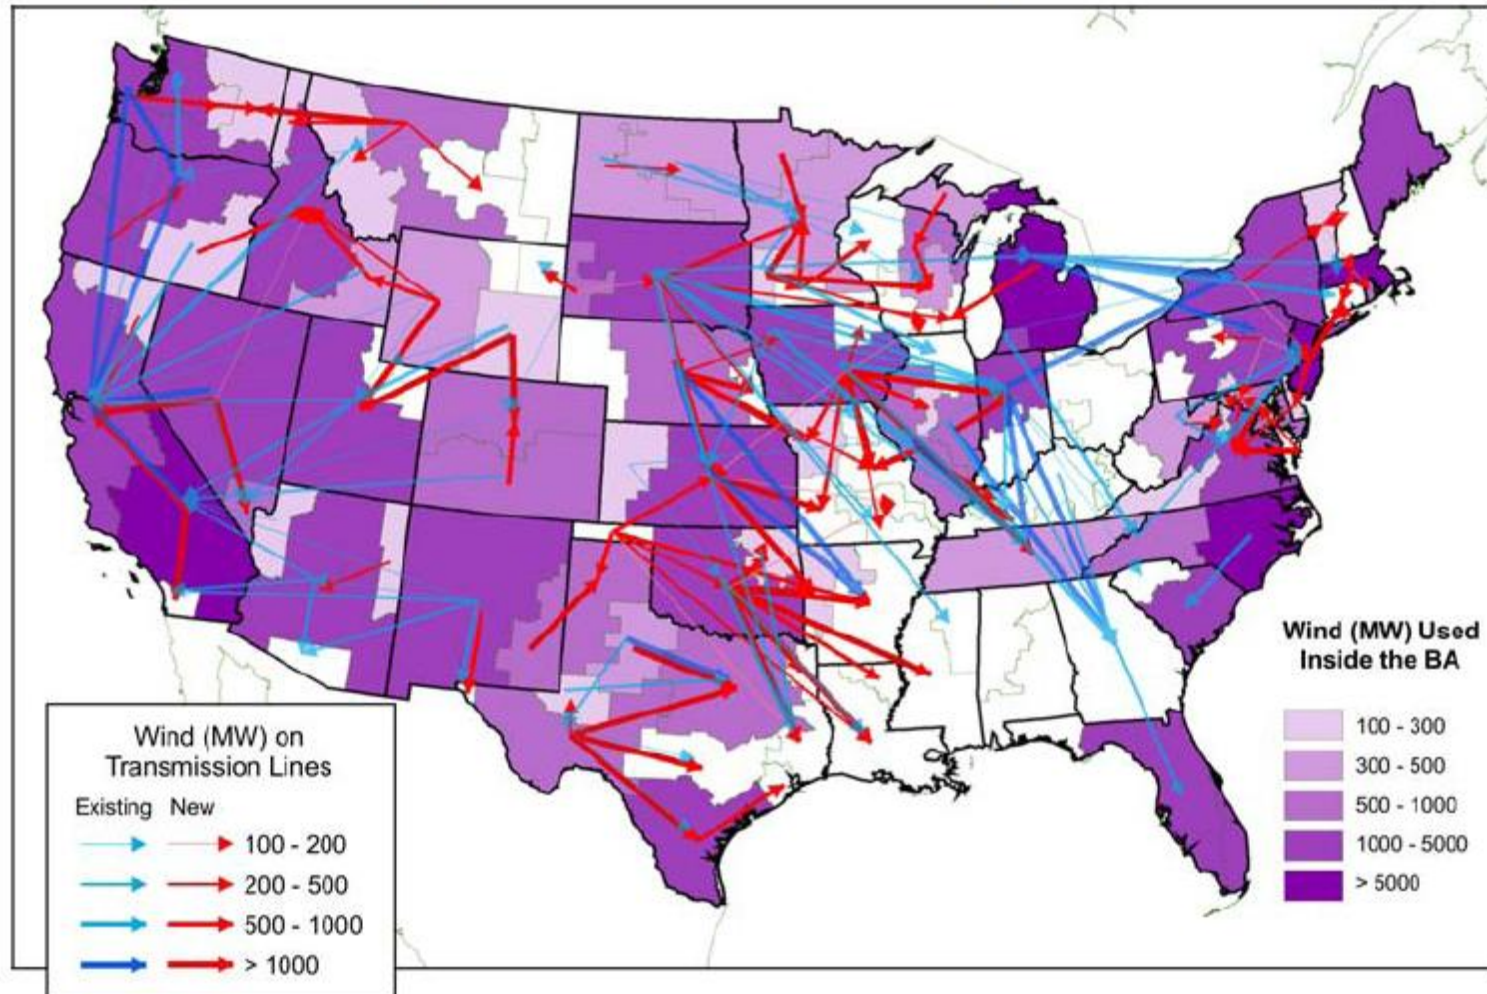 Wind (MW) on
Transmission Lines
Existing New
100 - 200
200 - 500
500 - 1000
> 1000
Wind (MW) Used
Inside the BA
100 - 300
300 - 500
500 - 1000
1000 - 5000
> 5000